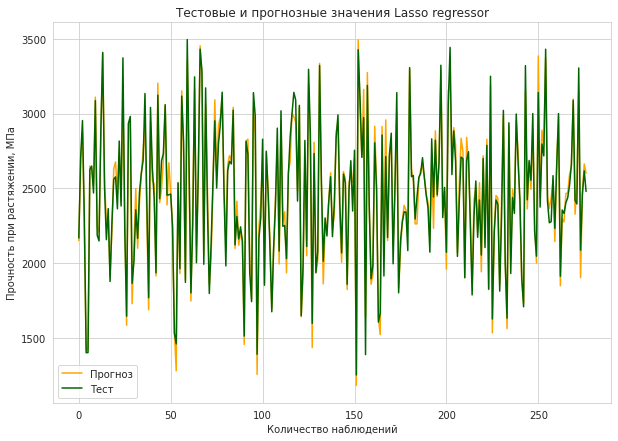 Тестовые и прогнозные значения Lasso regressor
Прочность при растяжении, МПа
3500
3000
2500
2000
1500
Прогноз
Тест
0
50
100
150
200
250
Количество наблюдений